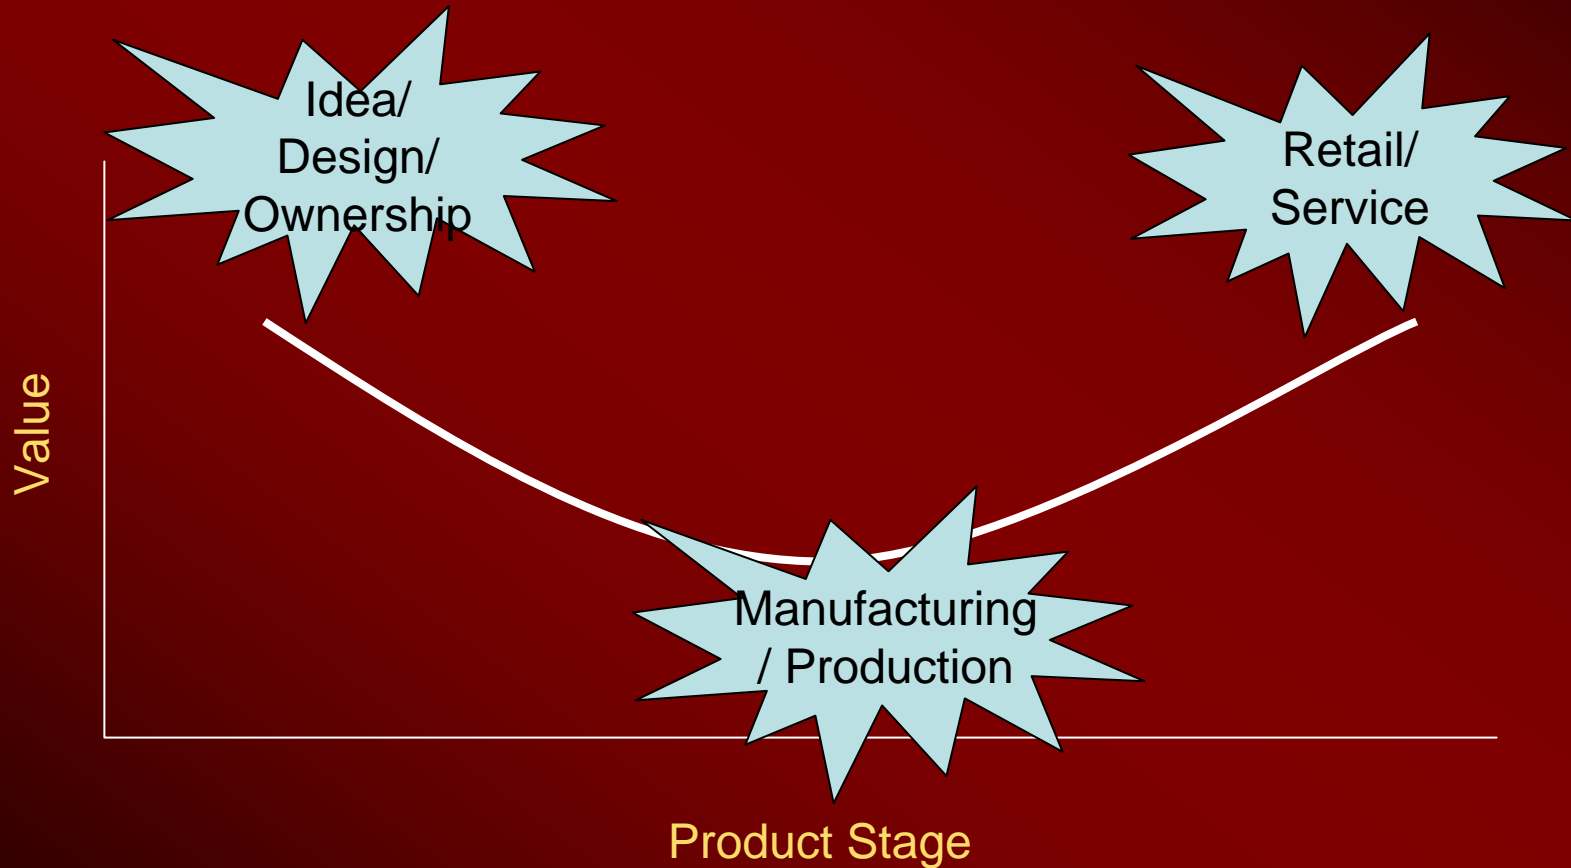 Idea/
Design/
Ownership
Retail/
Service
Value
Manufacturing
/ Production
Product Stage